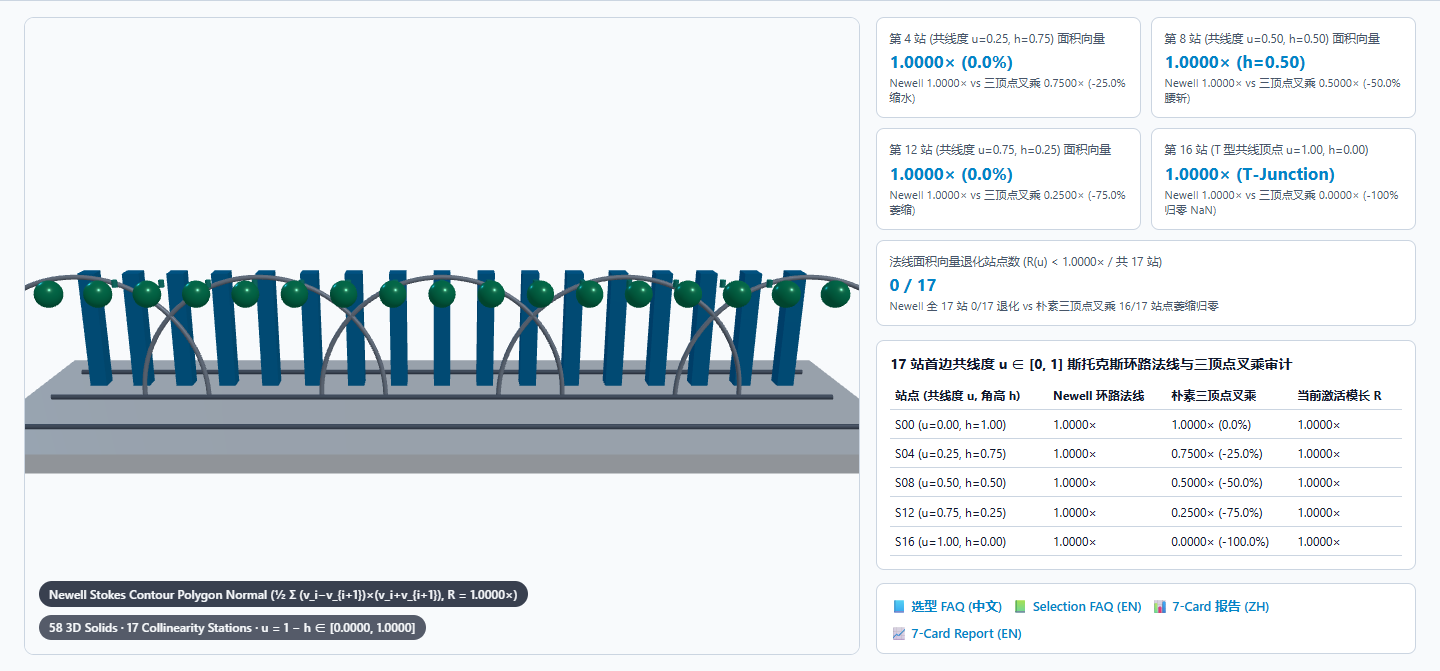 Newell Stokes Contour Polygon Normal (½ Σ (v_i−v_{i+1})×(v_i+v_{i+1}), R = 1.0000×)
58 3D Solids · 17 Collinearity Stations · u = 1 − h ∈ [0.0000, 1.0000]
第 4 站 (共线度 u=0.25, h=0.75) 面积向量
1.0000× (0.0%)
Newell 1.0000× vs 三顶点叉乘 0.7500× (-25.0%
缩水)
第 8 站 (共线度 u=0.50, h=0.50) 面积向量
1.0000× (h=0.50)
Newell 1.0000× vs 三顶点叉乘 0.5000× (-50.0%
腰斩)
第 12 站 (共线度 u=0.75, h=0.25) 面积向量
1.0000× (0.0%)
Newell 1.0000× vs 三顶点叉乘 0.2500× (-75.0%
萎缩)
第 16 站 (T 型共线顶点 u=1.00, h=0.00)
1.0000× (T-Junction)
Newell 1.0000× vs 三顶点叉乘 0.0000× (-100%
归零 NaN)
法线面积向量退化站点数 (R(u) < 1.0000× / 共 17 站)
0 / 17
Newell 全 17 站 0/17 退化 vs 朴素三顶点叉乘 16/17 站点萎缩归零
17 站首边共线度 u ∈ [0, 1] 斯托克斯环路法线与三顶点叉乘审计
站点 (共线度 u, 角高 h) Newell 环路法线 朴素三顶点叉乘 当前激活模长 R
S00 (u=0.00, h=1.00) 1.0000× 1.0000× (0.0%) 1.0000×
S04 (u=0.25, h=0.75) 1.0000× 0.7500× (-25.0%) 1.0000×
S08 (u=0.50, h=0.50) 1.0000× 0.5000× (-50.0%) 1.0000×
S12 (u=0.75, h=0.25) 1.0000× 0.2500× (-75.0%) 1.0000×
S16 (u=1.00, h=0.00) 1.0000× 0.0000× (-100.0%) 1.0000×
选型 FAQ (中文) Selection FAQ (EN) 7-Card 报告 (ZH)
7-Card Report (EN)